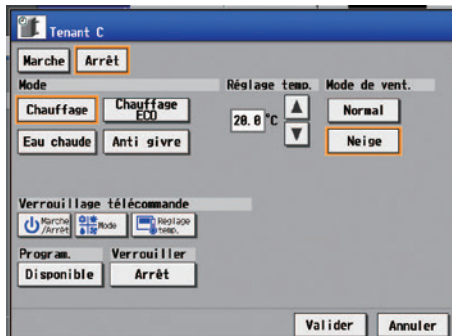 Tenant C
Marche Arrêt
Mode Réglage temp. Mode de vent.
Chauffage Chauffage ECO 20.0°C Normal
Eau chaude Anti givre Neige
Verrouillage télécommande
Marche /Arrêt Mode Réglage temp.
Program. Verrouiller
Disponible Arrêt
Valider Annuler